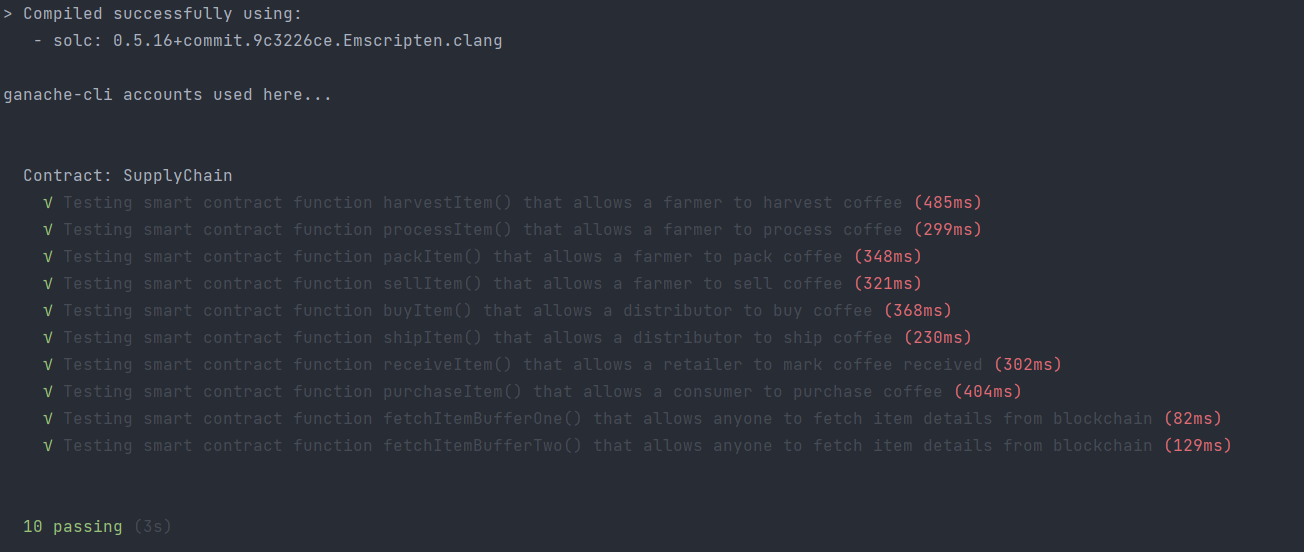 > Compiled successfully using:
- solc: 0.5.16+commit.9c3226ce.Emscripten.clang
ganache-cli accounts used here...
Contract: SupplyChain
√ Testing smart contract function harvestItem() that allows a farmer to harvest coffee (485ms)
√ Testing smart contract function processItem() that allows a farmer to process coffee (299ms)
√ Testing smart contract function packItem() that allows a farmer to pack coffee (348ms)
√ Testing smart contract function sellItem() that allows a farmer to sell coffee (321ms)
√ Testing smart contract function buyItem() that allows a distributor to buy coffee (368ms)
√ Testing smart contract function shipItem() that allows a distributor to ship coffee (230ms)
√ Testing smart contract function receiveItem() that allows a retailer to mark coffee received (302ms)
√ Testing smart contract function purchaseItem() that allows a consumer to purchase coffee (404ms)
√ Testing smart contract function fetchItemBufferOne() that allows anyone to fetch item details from blockchain (82ms)
√ Testing smart contract function fetchItemBufferTwo() that allows anyone to fetch item details from blockchain (129ms)
10 passing (3s)